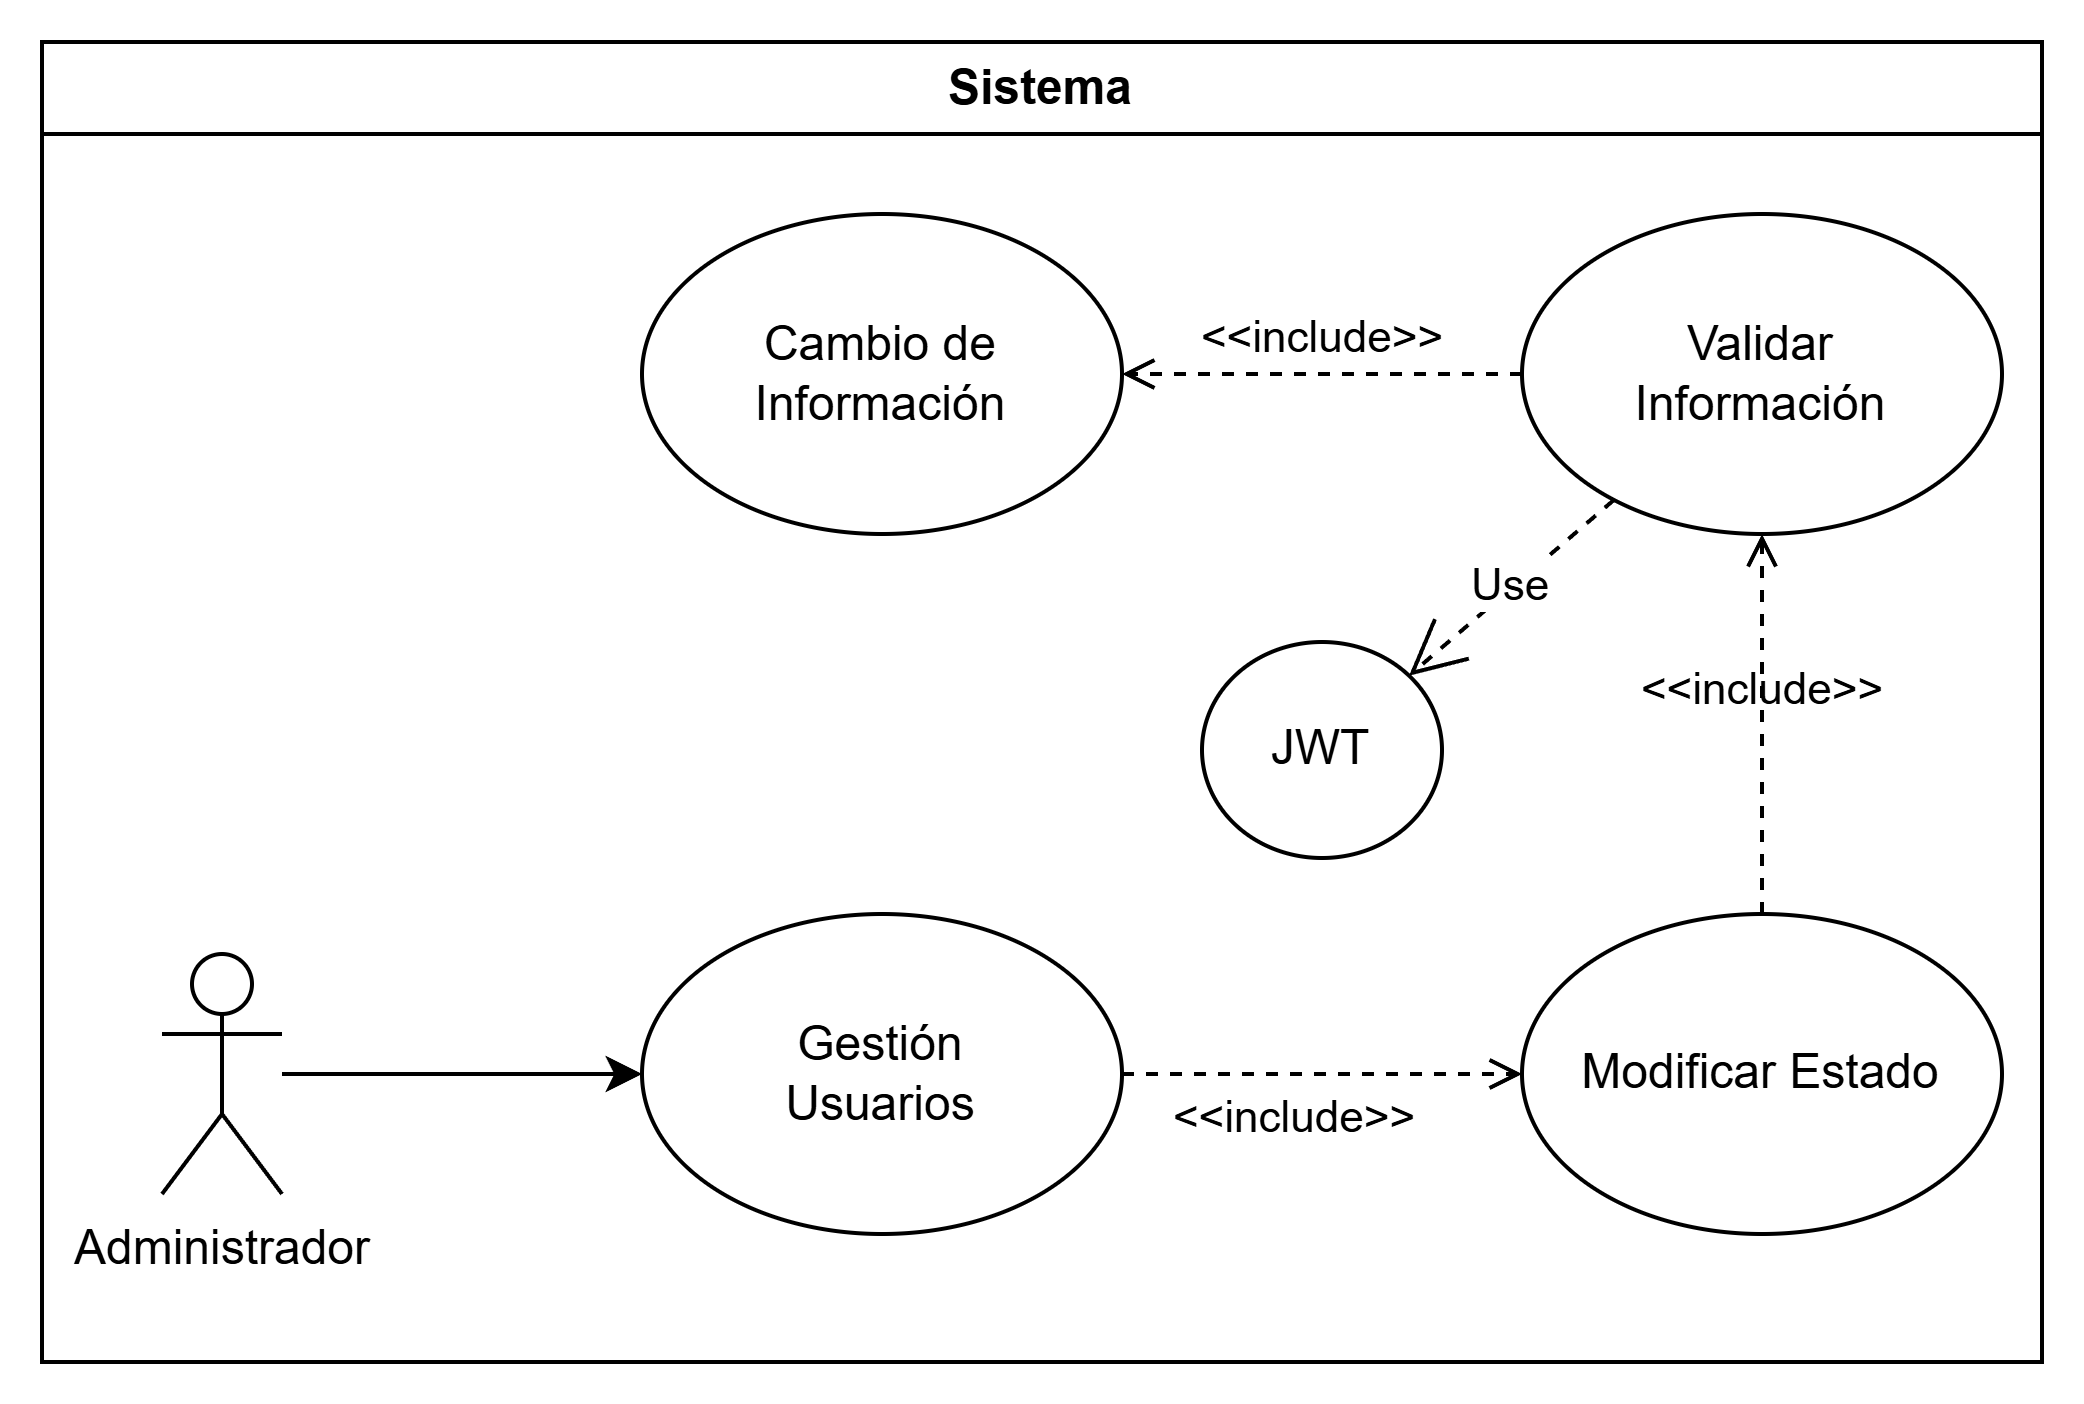 Sistema
Cambio de
Información
<<include>>
Validar
Información
Use
<<include>>
JWT
Gestión
Usuarios
<<include>>
Modificar Estado
Administrador